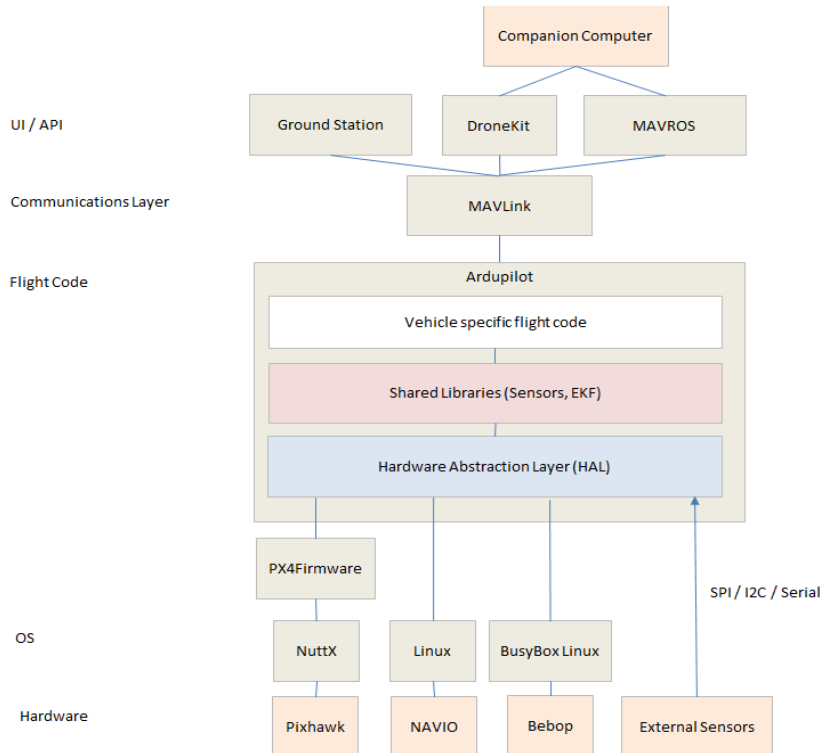 Companion Computer
UI / API
Ground Station
DroneKit
MAVROS
Communications Layer
MAVLink
Flight Code
Ardupilot
Vehicle specific flight code
Shared Libraries (Sensors, EKF)
Hardware Abstraction Layer (HAL)
PX4Firmware
SPI / I2C / Serial
OS
NuttX
Linux
BusyBox Linux
Hardware
Pixhawk
NAVIO
Bebop
External Sensors